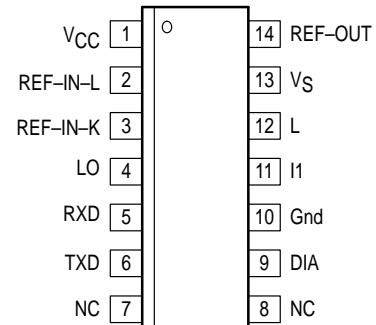 VCC 1 14 REF–OUT
REF–IN–L 2 13 VS
REF–IN–K 3 12 L
LO 4 11 I1
RXD 5 10 Gnd
TXD 6 9 DIA
NC 7 8 NC